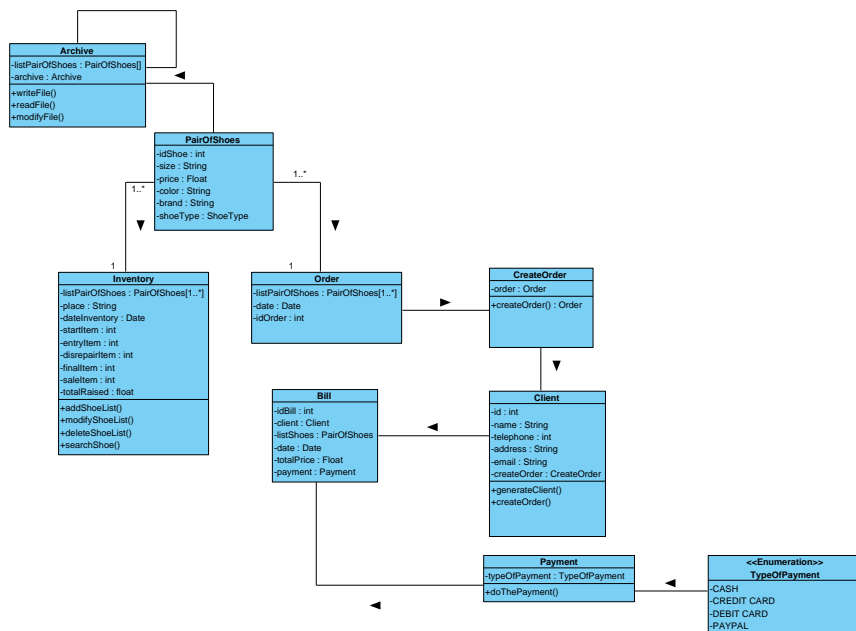 Archive
-listPairOfShoes : PairOfShoes[]
-archive : Archive
+writeFile()
+readFile()
+modifyFile()
PairOfShoes
-idShoe : int
-size : String
-price : Float
-color : String
-brand : String
-shoeType : ShoeType
1..*
1..*
1
1
Inventory
-listPairOfShoes : PairOfShoes[1..*]
-place : String
-dateInventory : Date
-startItem : int
-entryItem : int
-disrepairItem : int
-finalItem : int
-saleItem : int
-totalRaised : float
+addShoeList()
+modifyShoeList()
+deleteShoeList()
+searchShoe()
Order
-listPairOfShoes : PairOfShoes[1..*]
-date : Date
-idOrder : int
CreateOrder
-order : Order
+createOrder() : Order
Bill
-idBill : int
-client : Client
-listShoes : PairOfShoes
-date : Date
-totalPrice : Float
-payment : Payment
Client
-id : int
-name : String
-telephone : int
-address : String
-email : String
-createOrder : CreateOrder
+generateClient()
+createOrder()
Payment
-typeOfPayment : TypeOfPayment
+doThePayment()
<<Enumeration>>
TypeOfPayment
-CASH
-CREDIT CARD
-DEBIT CARD
-PAYPAL